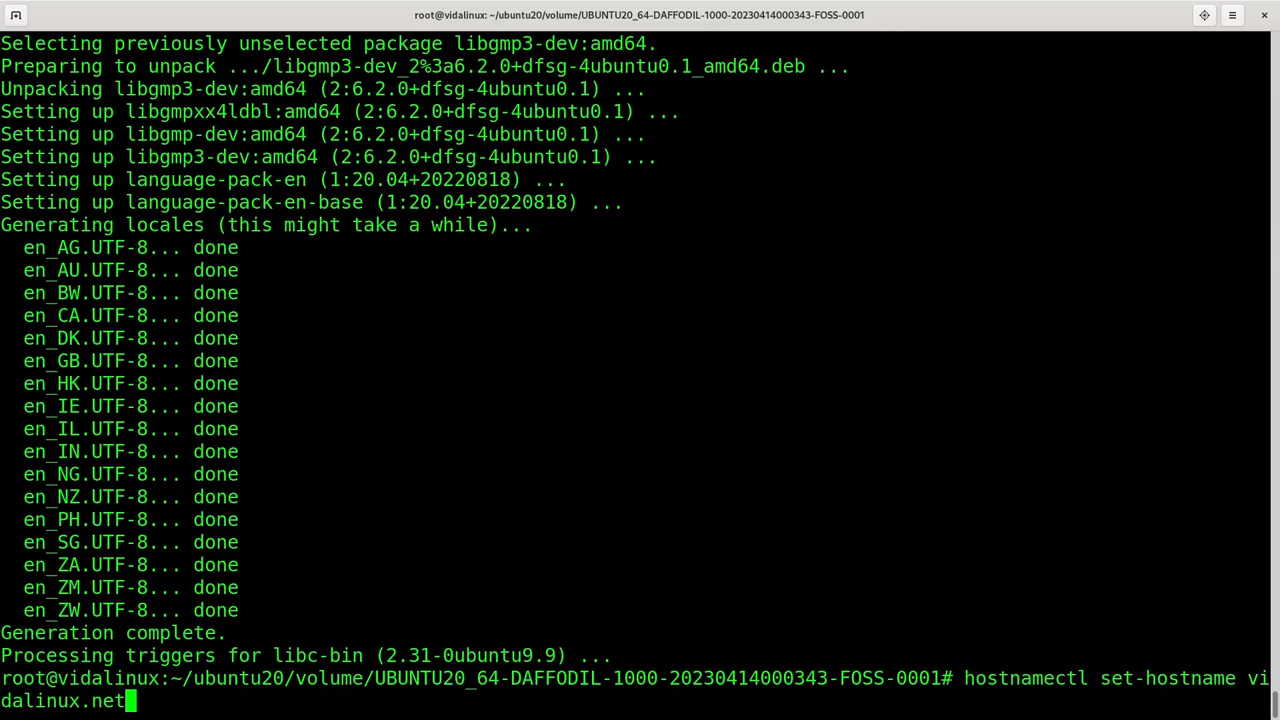 root@vidalinux: ~/ubuntu20/volume/UBUNTU20_64-DAFFODIL-1000-20230414000343-FOSS-0001
Selecting previously unselected package libgmp3-dev:amd64.
Preparing to unpack .../libgmp3-dev_2%3a6.2.0+dfsg-4ubuntu0.1_amd64.deb ...
Unpacking libgmp3-dev:amd64 (2:6.2.0+dfsg-4ubuntu0.1) ...
Setting up libgmpxx4ldbl:amd64 (2:6.2.0+dfsg-4ubuntu0.1) ...
Setting up libgmp-dev:amd64 (2:6.2.0+dfsg-4ubuntu0.1) ...
Setting up libgmp3-dev:amd64 (2:6.2.0+dfsg-4ubuntu0.1) ...
Setting up language-pack-en (1:20.04+20220818) ...
Setting up language-pack-en-base (1:20.04+20220818) ...
Generating locales (this might take a while)...
  en_AG.UTF-8... done
  en_AU.UTF-8... done
  en_BW.UTF-8... done
  en_CA.UTF-8... done
  en_DK.UTF-8... done
  en_GB.UTF-8... done
  en_HK.UTF-8... done
  en_IE.UTF-8... done
  en_IL.UTF-8... done
  en_IN.UTF-8... done
  en_NG.UTF-8... done
  en_NZ.UTF-8... done
  en_PH.UTF-8... done
  en_SG.UTF-8... done
  en_ZA.UTF-8... done
  en_ZM.UTF-8... done
  en_ZW.UTF-8... done
Generation complete.
Processing triggers for libc-bin (2.31-0ubuntu9.9) ...
root@vidalinux:~/ubuntu20/volume/UBUNTU20_64-DAFFODIL-1000-20230414000343-FOSS-0001# hostnamectl set-hostname vi
dalinux.net